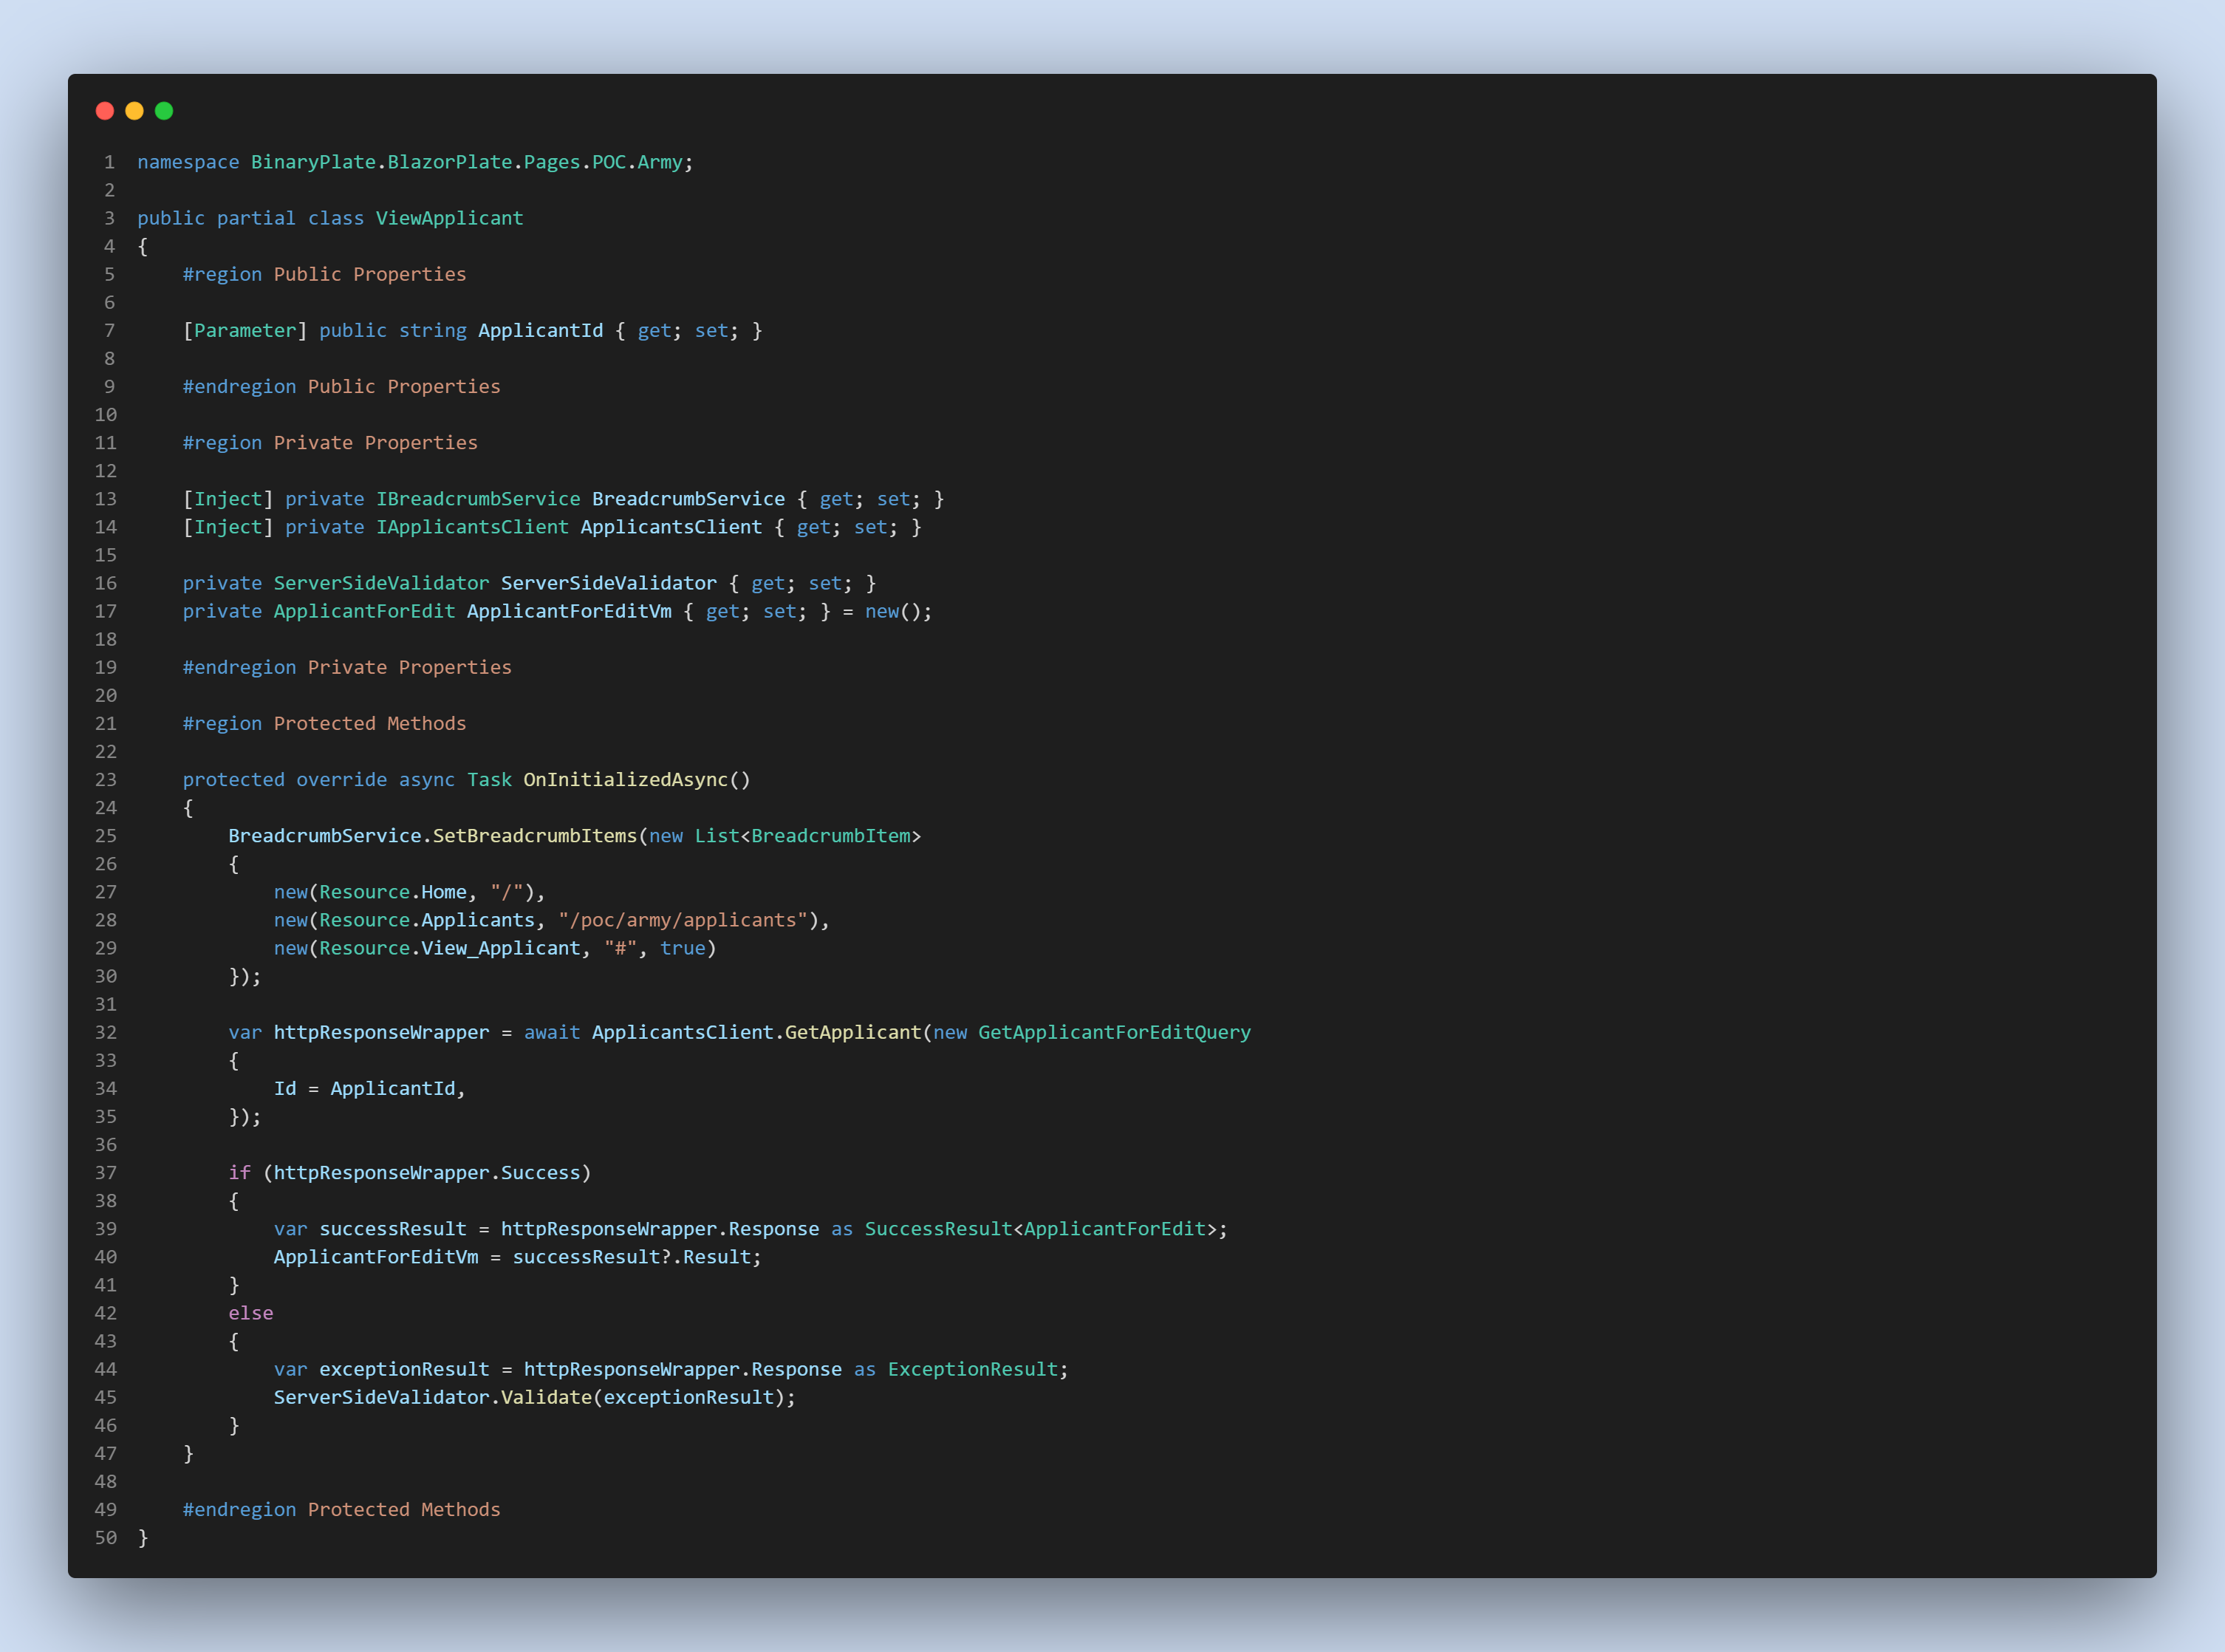 1 namespace BinaryPlate.BlazorPlate.Pages.POC.Army;
2
3 public partial class ViewApplicant
4 {
5     #region Public Properties
6
7     [Parameter] public string ApplicantId { get; set; }
8
9     #endregion Public Properties
10
11     #region Private Properties
12
13     [Inject] private IBreadcrumbService BreadcrumbService { get; set; }
14     [Inject] private IApplicantsClient ApplicantsClient { get; set; }
15
16     private ServerSideValidator ServerSideValidator { get; set; }
17     private ApplicantForEdit ApplicantForEditVm { get; set; } = new();
18
19     #endregion Private Properties
20
21     #region Protected Methods
22
23     protected override async Task OnInitializedAsync()
24     {
25         BreadcrumbService.SetBreadcrumbItems(new List<BreadcrumbItem>
26         {
27             new(Resource.Home, "/"),
28             new(Resource.Applicants, "/poc/army/applicants"),
29             new(Resource.View_Applicant, "#", true)
30         });
31
32         var httpResponseWrapper = await ApplicantsClient.GetApplicant(new GetApplicantForEditQuery
33         {
34             Id = ApplicantId,
35         });
36
37         if (httpResponseWrapper.Success)
38         {
39             var successResult = httpResponseWrapper.Response as SuccessResult<ApplicantForEdit>;
40             ApplicantForEditVm = successResult?.Result;
41         }
42         else
43         {
44             var exceptionResult = httpResponseWrapper.Response as ExceptionResult;
45             ServerSideValidator.Validate(exceptionResult);
46         }
47     }
48
49     #endregion Protected Methods
50 }